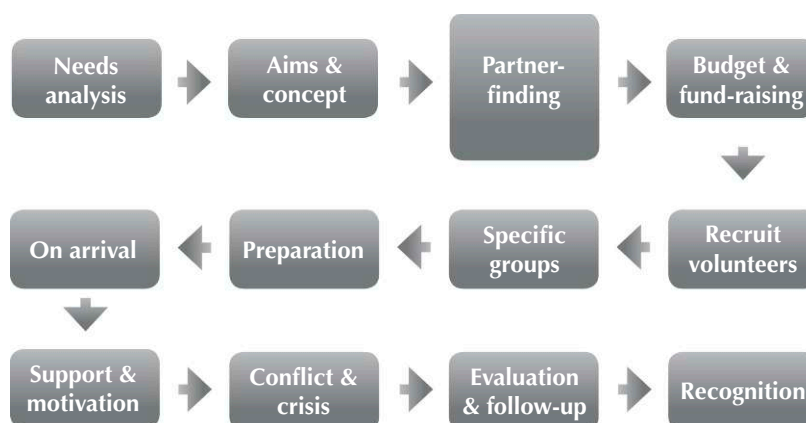 Needs
analysis
Aims &
concept
Partner-
finding
Budget &
fund-raising
Recruit
volunteers
Specific
groups
Preparation
On arrival
Support &
motivation
Conflict &
crisis
Evaluation
& follow-up
Recognition